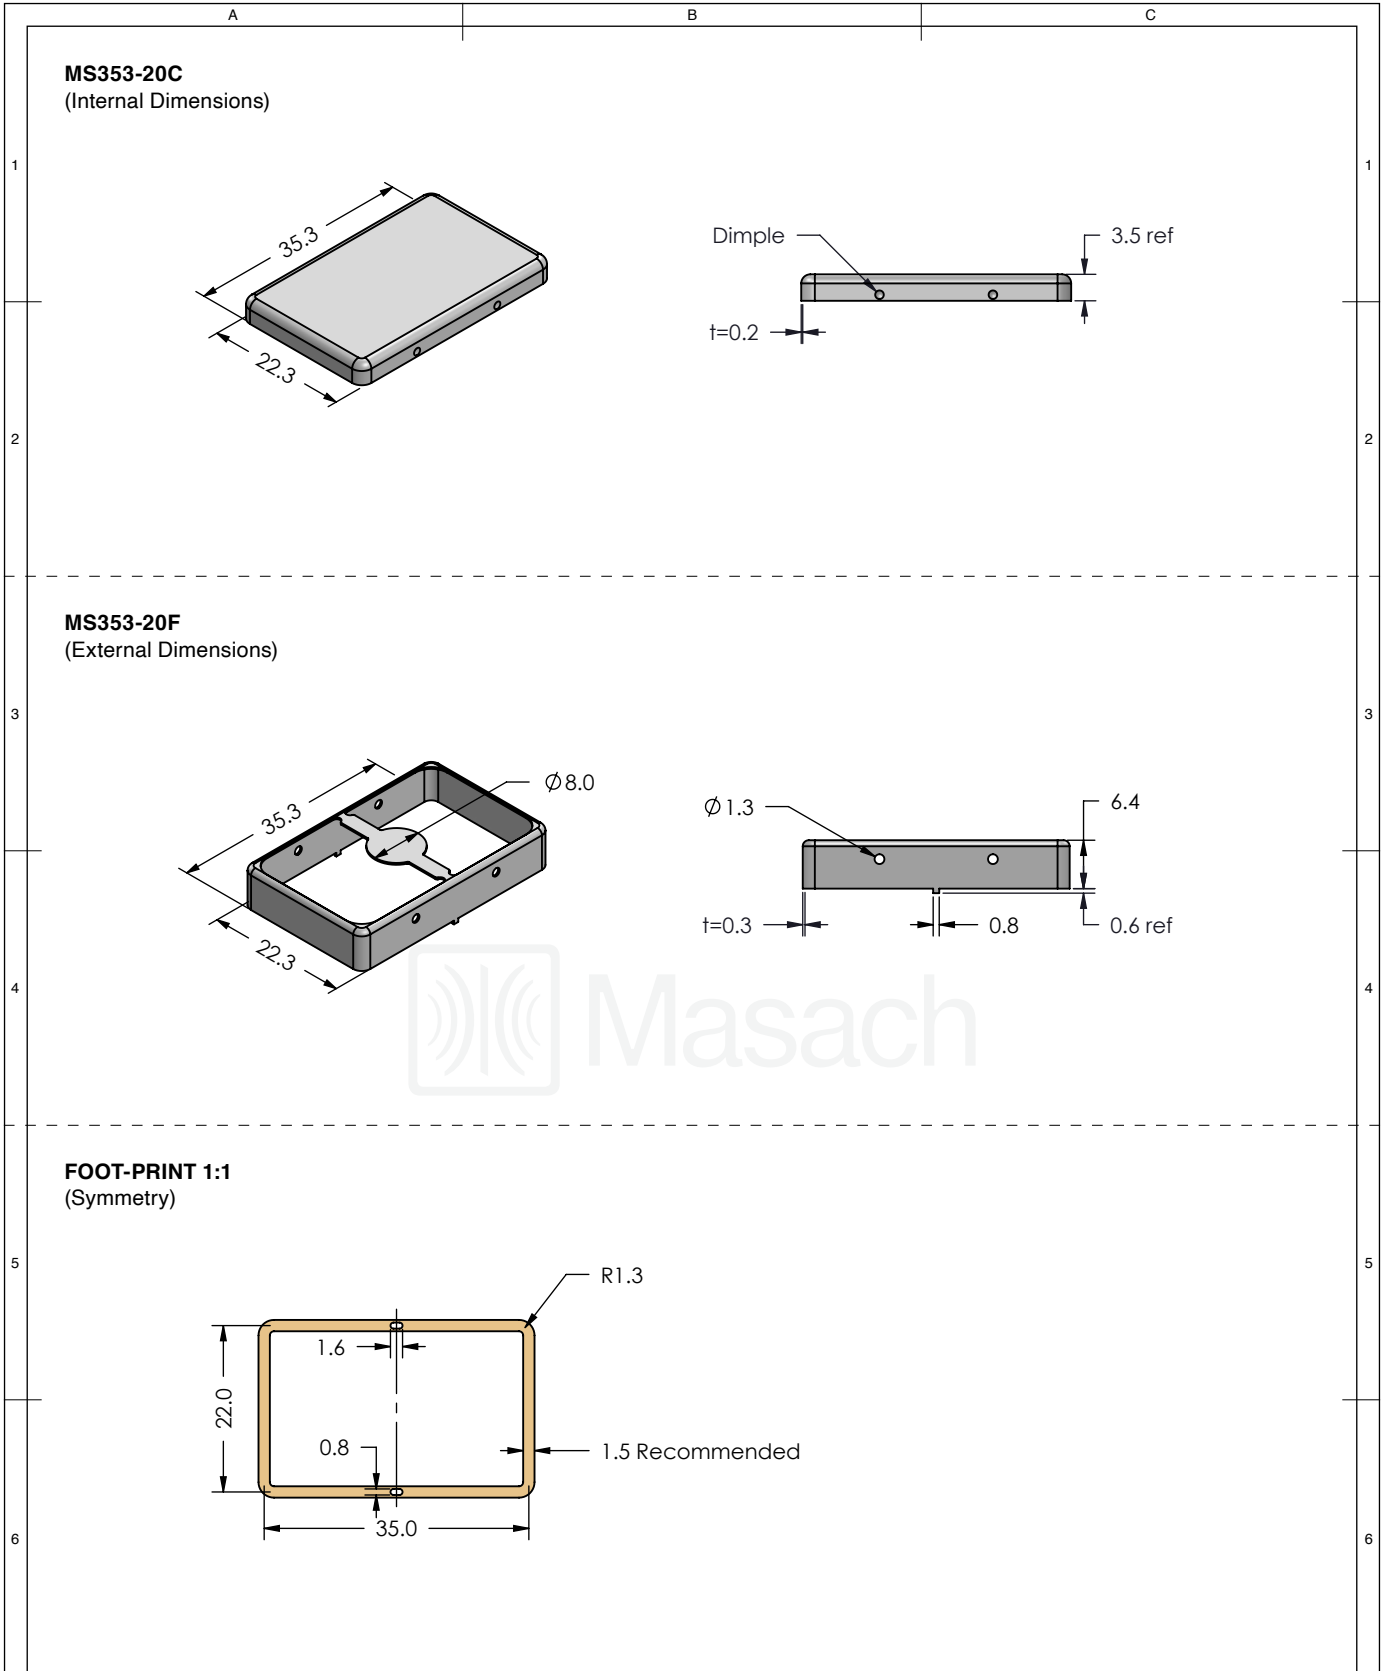 A B C
MS353-20C
(Internal Dimensions)
1 1
35.3
22.3
Dimple
3.5 ref
t=0.2
2 2
MS353-20F
(External Dimensions)
3 3
35.3
Ø8.0
22.3
Ø1.3
6.4
t=0.3
0.8
0.6 ref
Masach
4 4
FOOT-PRINT 1:1
(Symmetry)
5 5
R1.3
1.6
22.0
0.8
1.5 Recommended
35.0
6 6